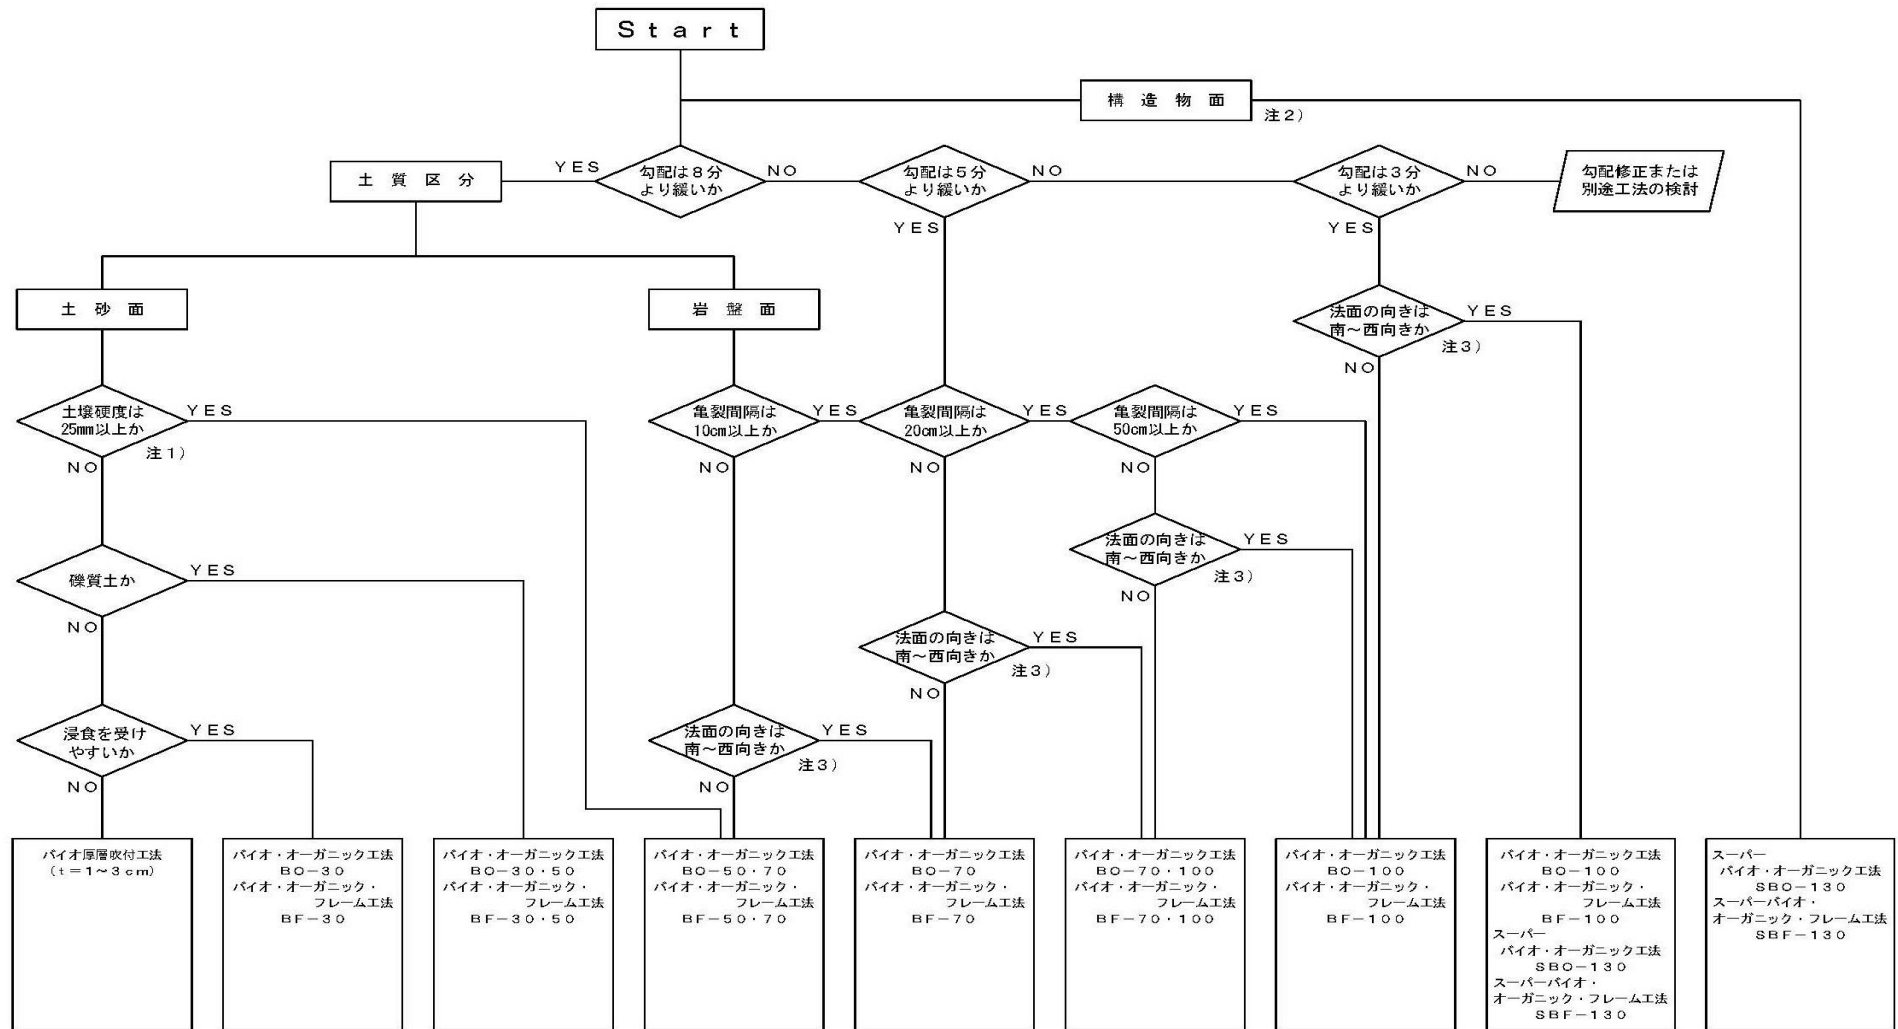 Start
構造物面
注2)
土質区分
YES
勾配は8分
より緩いか
NO
勾配は5分
より緩いか
NO
勾配は3分
より緩いか
NO
勾配修正または
別途工法の検討
YES
YES
土砂面
岩盤面
法面の向きは
南～西向きか
YES
注3)
NO
土壌硬度は
25mm以上か
YES
注1)
NO
亀裂間隔は
10cm以上か
YES
NO
亀裂間隔は
20cm以上か
YES
NO
亀裂間隔は
50cm以上か
YES
NO
法面の向きは
南～西向きか
YES
注3)
NO
礫質土か
YES
NO
法面の向きは
南～西向きか
YES
注3)
NO
浸食を受け
やすいか
YES
NO
法面の向きは
南～西向きか
YES
注3)
NO
バイオ厚層吹付工法
(t=1～3cm)
バイオ・オーガニック工法
BO-30
バイオ・オーガニック・
フレーム工法
BF-30
バイオ・オーガニック工法
BO-30・50
バイオ・オーガニック・
フレーム工法
BF-30・50
バイオ・オーガニック工法
BO-50・70
バイオ・オーガニック・
フレーム工法
BF-50・70
バイオ・オーガニック工法
BO-70
バイオ・オーガニック・
フレーム工法
BF-70
バイオ・オーガニック工法
BO-70・100
バイオ・オーガニック・
フレーム工法
BF-70・100
バイオ・オーガニック工法
BO-100
バイオ・オーガニック・
フレーム工法
BF-100
バイオ・オーガニック工法
BO-100
バイオ・オーガニック・
フレーム工法
BF-100
スーパー
バイオ・オーガニック工法
SBO-130
スーパーバイオ・
オーガニック・フレーム工法
SBF-130
スーパー
バイオ・オーガニック工法
SBO-130
スーパーバイオ・
オーガニック・フレーム工法
SBF-130